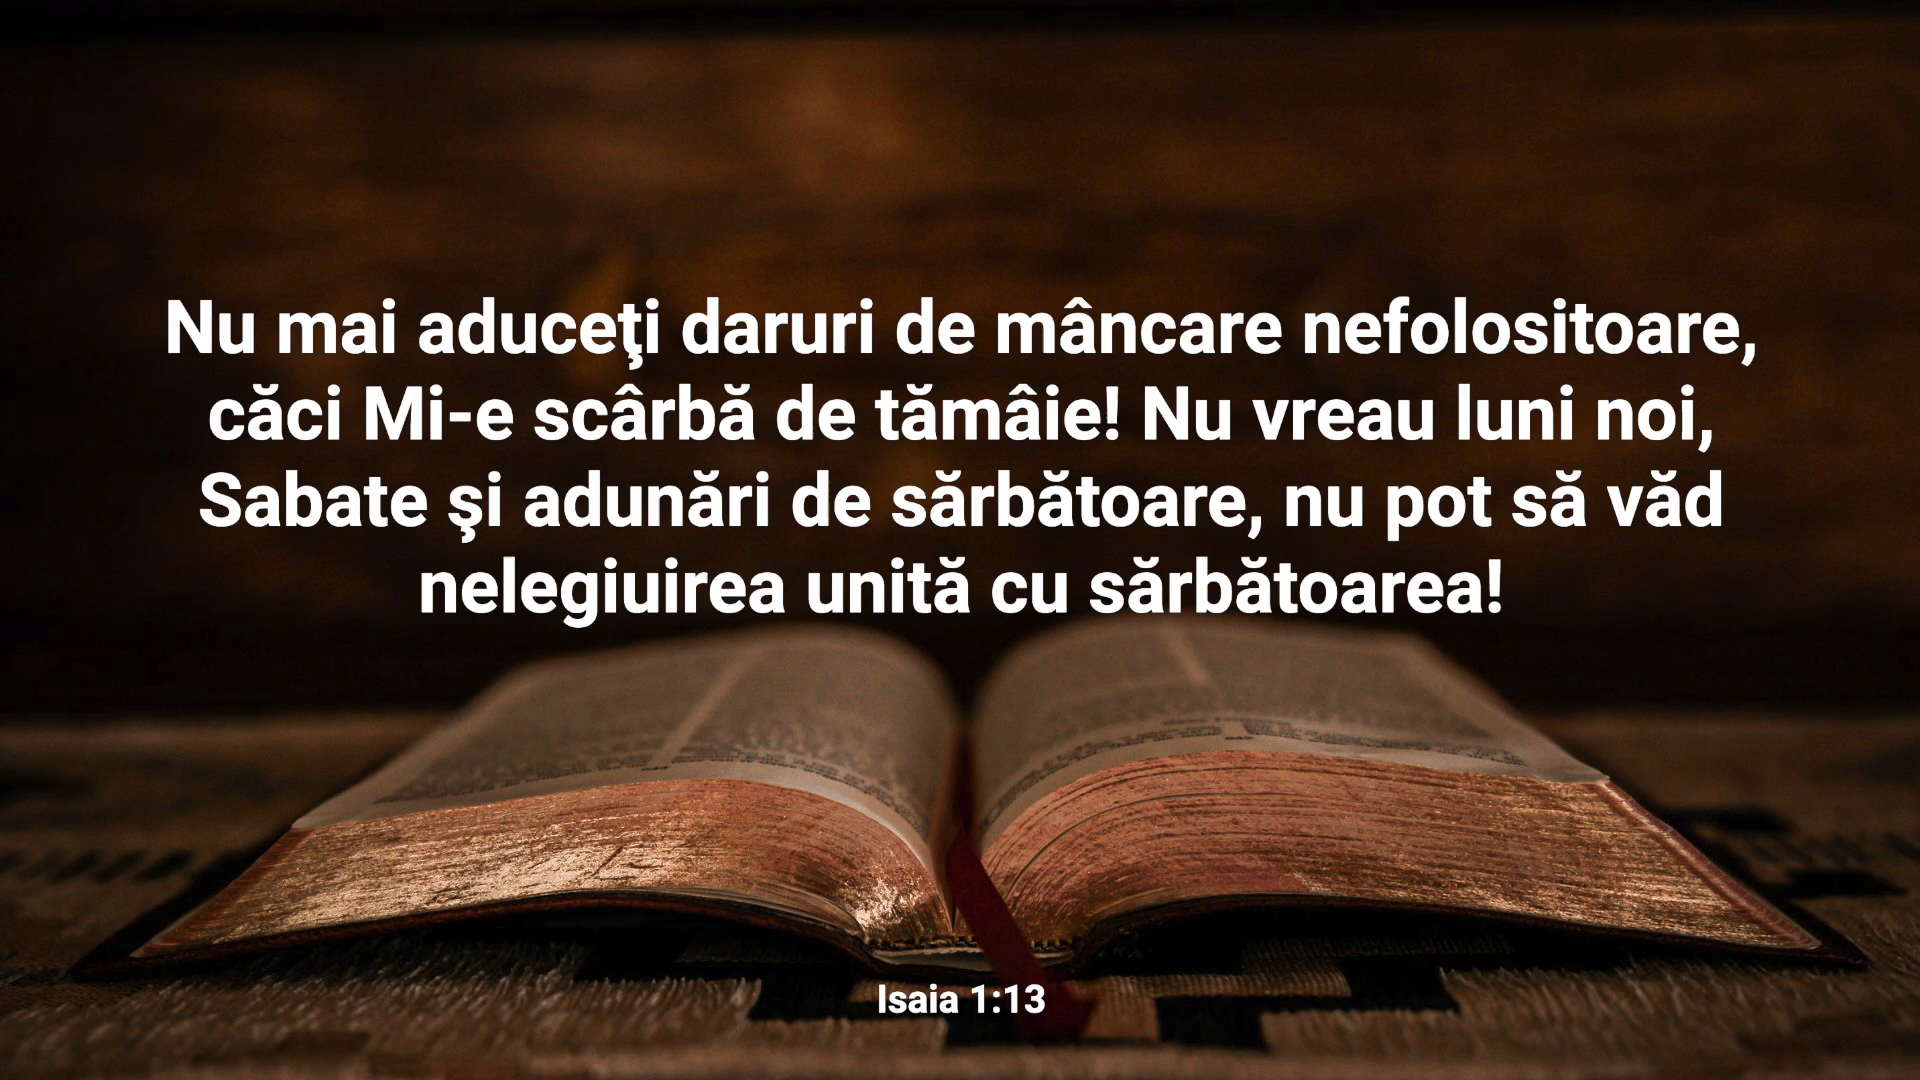 Nu mai aduceţi daruri de mâncare nefolositoare,
căci Mi-e scârbă de tămâie! Nu vreau luni noi,
Sabate şi adunări de sărbătoare, nu pot să văd
nelegiuirea unită cu sărbătoarea!
Isaia 1:13